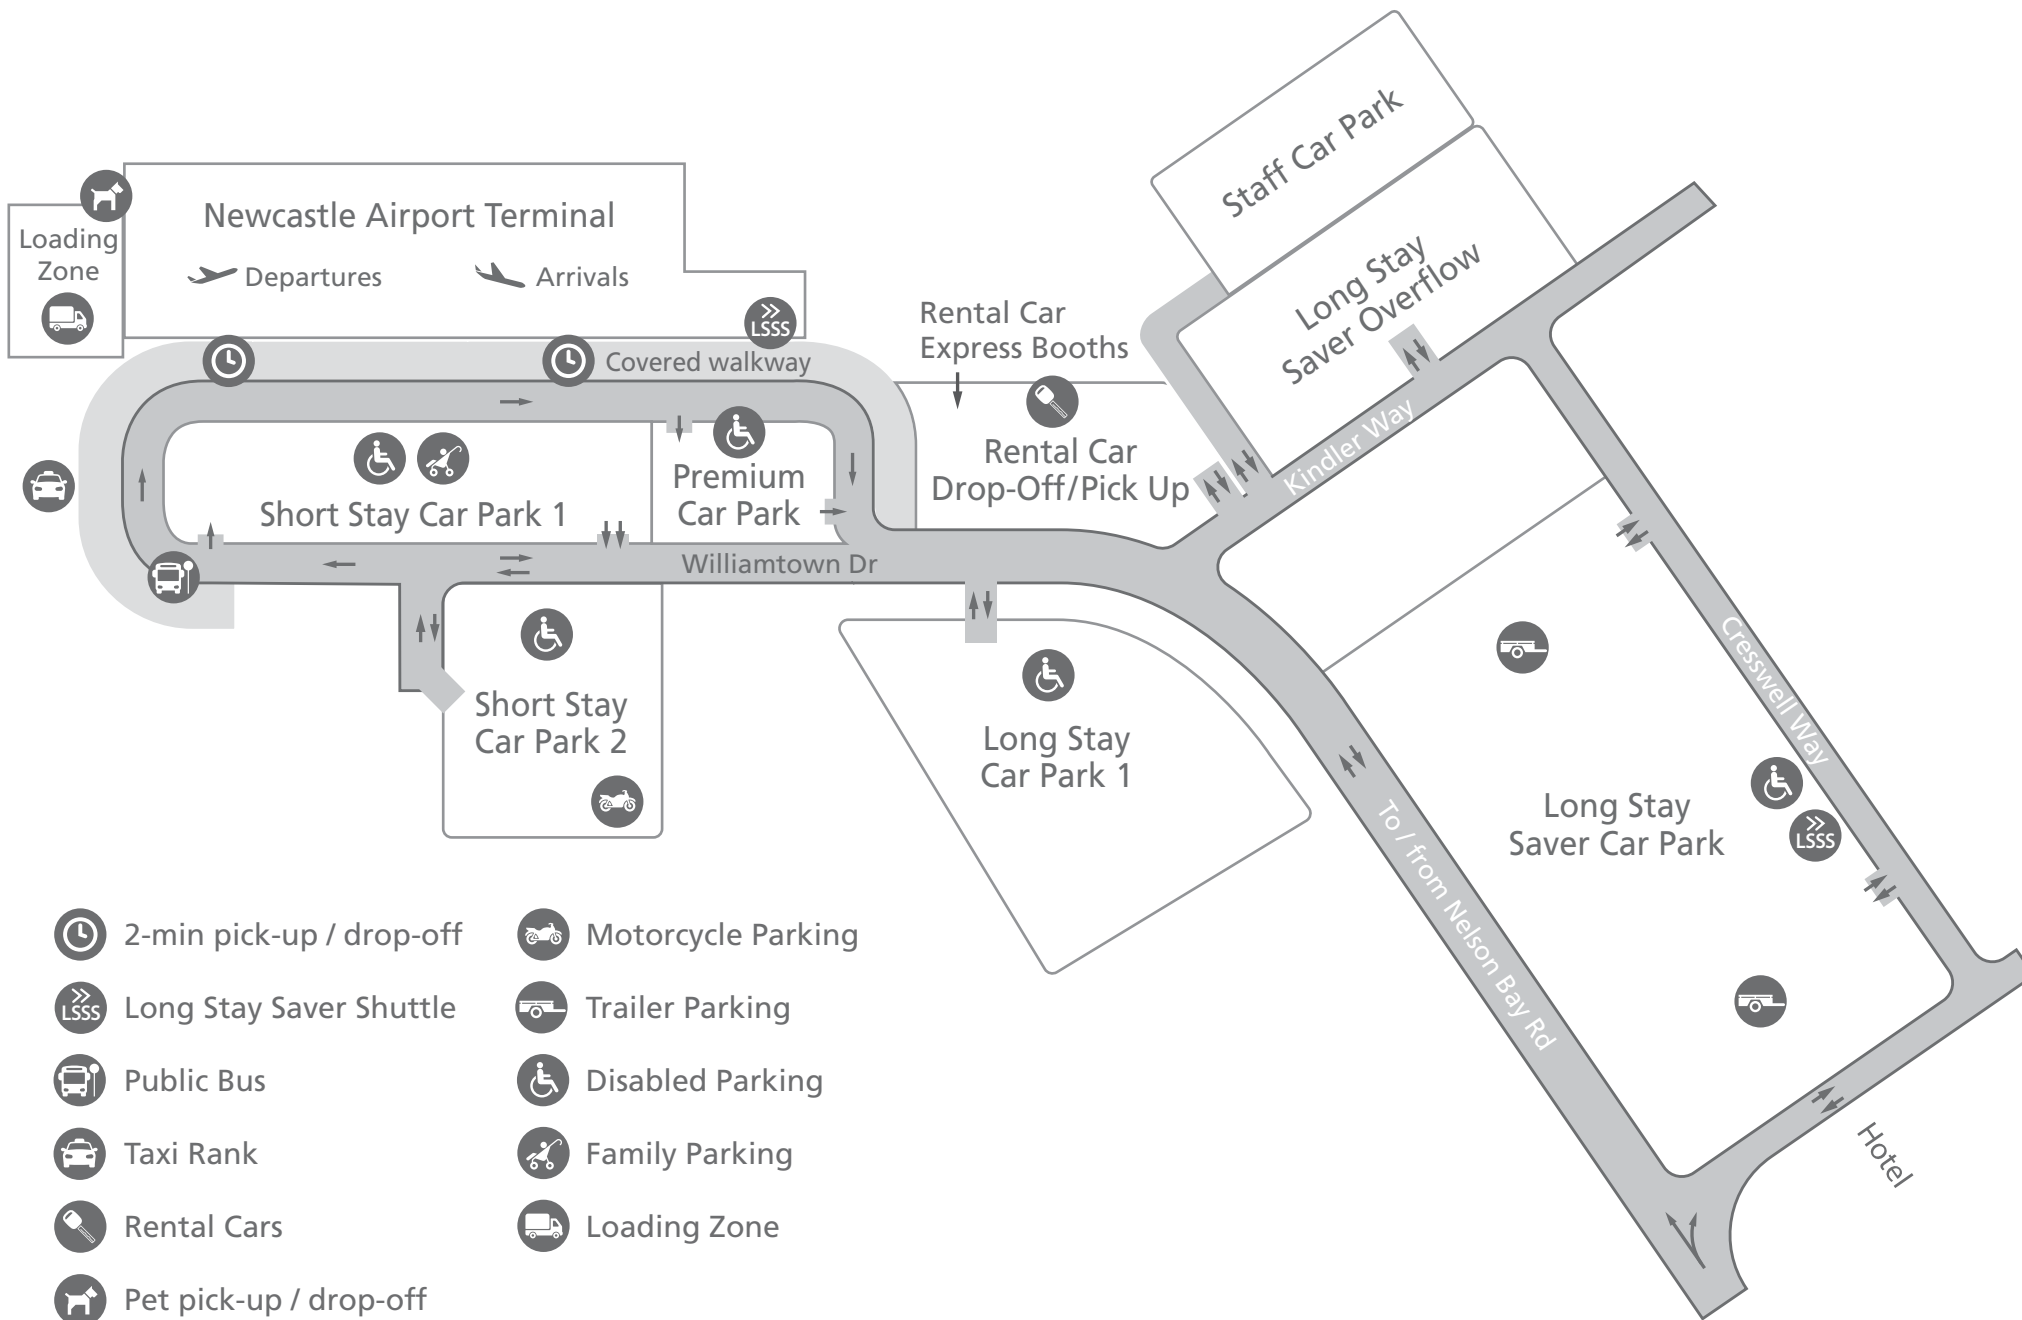 Staff Car Park
Long Stay
Saver Overflow
Newcastle Airport Terminal
Departures
Arrivals
Loading
Zone
LSSS
Covered walkway
Rental Car
Express Booths
Rental Car
Drop-Off/Pick Up
Kindler Way
Short Stay Car Park 1
Premium
Car Park
Williamtown Dr
Short Stay
Car Park 2
Long Stay
Car Park 1
Cresswell Way
To / from Nelson Bay Rd
Long Stay
Saver Car Park
LSSS
Hotel
2-min pick-up / drop-off
LSSS
Long Stay Saver Shuttle
Public Bus
Taxi Rank
Rental Cars
Pet pick-up / drop-off
Motorcycle Parking
Trailer Parking
Disabled Parking
Family Parking
Loading Zone